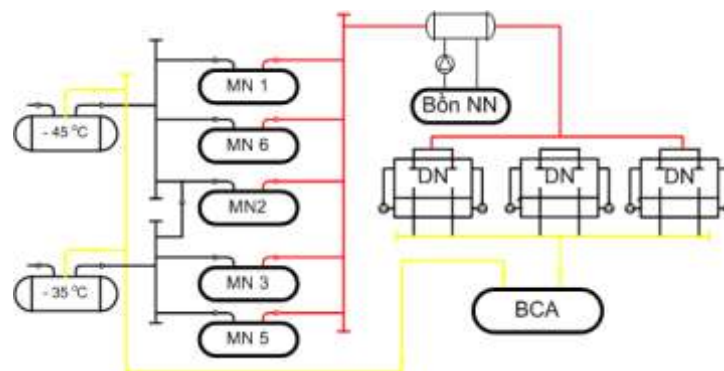 MN 1
- 45 °C
MN 6
MN2
MN 3
- 35 °C
MN 5
Bồn NN
DN
DN
DN
BCA